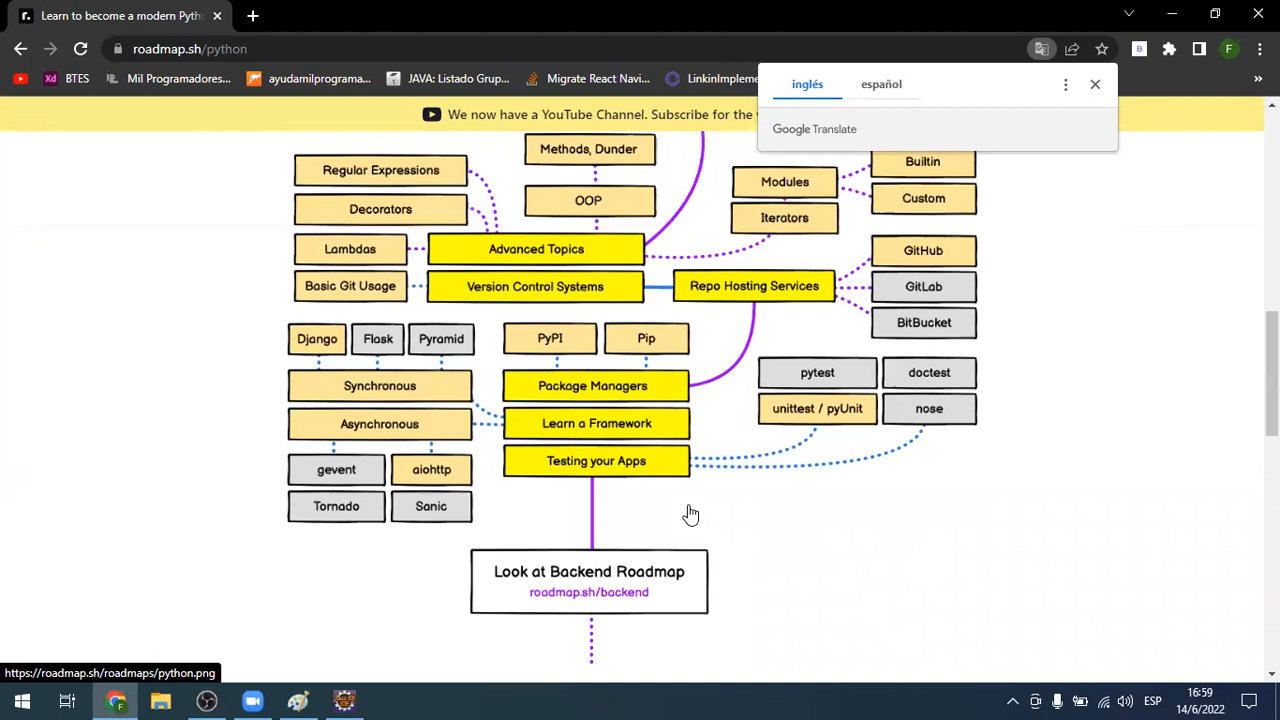 Learn to become a modern Pytho
roadmap.sh/python
F
BTES
Mil Programadores...
ayudamilprograma...
JAVA: Listado Grup...
Migrate React Navi...
LinkinImplem
inglés
español
Google Translate
We now have a YouTube Channel. Subscribe for the
Methods, Dunder
Builtin
Regular Expressions
Modules
OOP
Custom
Decorators
Iterators
Lambdas
Advanced Topics
GitHub
Basic Git Usage
Version Control Systems
Repo Hosting Services
GitLab
BitBucket
Django
Flask
Pyramid
PyPI
Pip
pytest
doctest
Synchronous
Package Managers
unittest / pyUnit
nose
Asynchronous
Learn a Framework
Testing your Apps
gevent
aiohttp
Tornado
Sanic
Look at Backend Roadmap
roadmap.sh/backend
https://roadmap.sh/roadmaps/python.png
ESP
16:59
14/6/2022